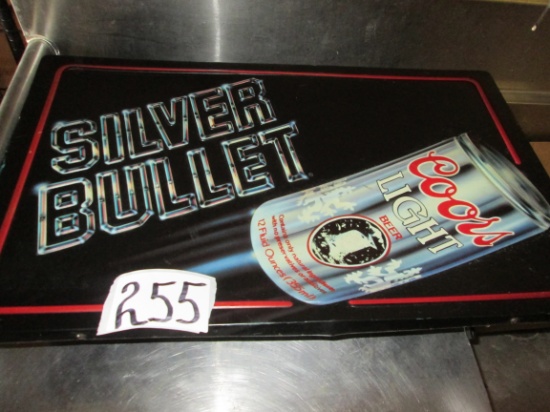 SILVER
BULLET
Coors
LIGHT
BEER
12 Fluid Ounces
255